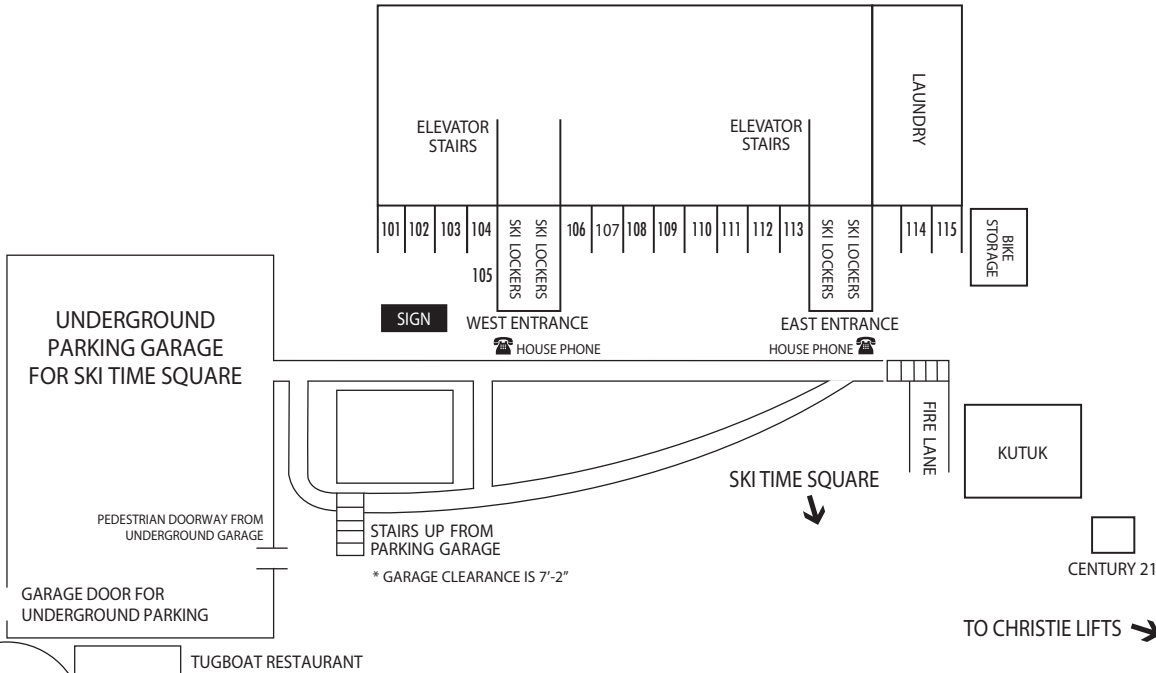 LAUNDRY
ELEVATOR
STAIRS
ELEVATOR
STAIRS
101 102 103 104
105
SKI LOCKERS
SKI LOCKERS
106 107 108 109 110 111 112 113
SKI LOCKERS
SKI LOCKERS
114 115
BIKE
STORAGE
SIGN
WEST ENTRANCE
HOUSE PHONE
EAST ENTRANCE
HOUSE PHONE
UNDERGROUND
PARKING GARAGE
FOR SKI TIME SQUARE
FIRE LANE
KUTUK
SKI TIME SQUARE
PEDESTRIAN DOORWAY FROM
UNDERGROUND GARAGE
STAIRS UP FROM
PARKING GARAGE
* GARAGE CLEARANCE IS 7'-2"
CENTURY 21
GARAGE DOOR FOR
UNDERGROUND PARKING
TO CHRISTIE LIFTS
TUGBOAT RESTAURANT